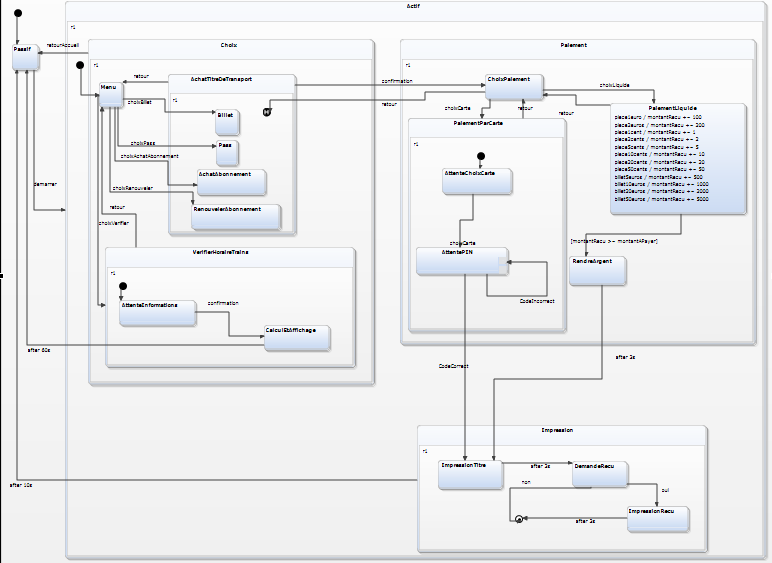 Actif
r1
Passif
retourAccueil
Choix
r1
Menu
retour
AchatTitreDeTransport
r1
choixBillet
Billet
choixPass
Pass
choixAchatAbonnement
AchatAbonnement
choixRenouveler
RenouvelerAbonnement
demarrer
retour
choixVerifier
VerifierHoraireTrains
r1
AttenteInformations
confirmation
CalculEtAffichage
after 60s
confirmation
retour
Paiement
r1
ChoixPaiement
choixLiquide
choixCarte
retour
retour
PaiementParCarte
r1
AttenteChoixCarte
choixCarte
AttentePIN
CodeIncorrect
PaiementLiquide
piece1euro / montantRecu += 100
piece2euros / montantRecu += 200
piece1cent / montantRecu += 1
piece2cents / montantRecu += 2
piece5cents / montantRecu += 5
piece10cents / montantRecu += 10
piece20cents / montantRecu += 20
piece50cents / montantRecu += 50
billet5euros / montantRecu += 500
billet10euros / montantRecu += 1000
billet20euros / montantRecu += 2000
billet50euros / montantRecu += 5000
[montantRecu >= montantAPayer]
RendreArgent
CodeCorrect
after 3s
Impression
r1
ImpressionTitre
after 3s
DemandeRecu
non
oui
ImpressionRecu
after 3s
after 10s